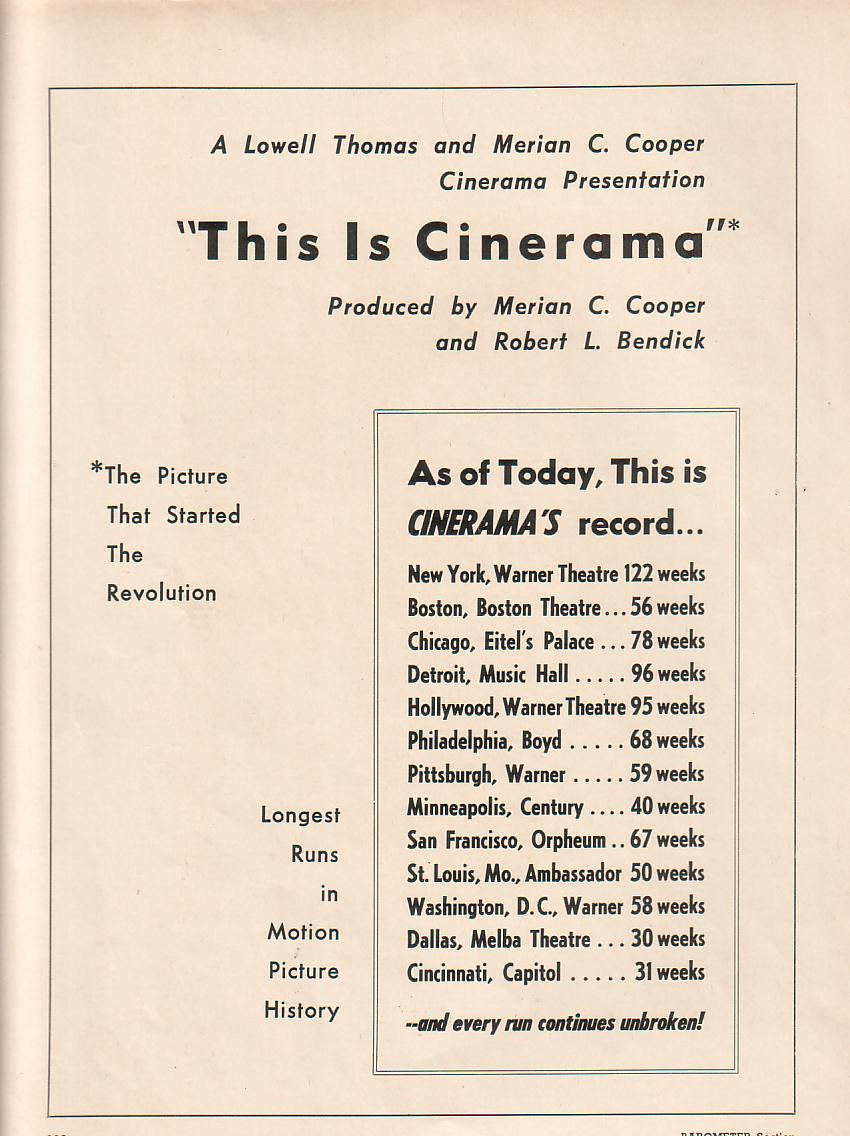 A Lowell Thomas and Merian C. Cooper
Cinerama Presentation
"This Is Cinerama"*
Produced by Merian C. Cooper
and Robert L. Bendick
*The Picture
That Started
The
Revolution
Longest
Runs
in
Motion
Picture
History
As of Today, This is
CINERAMA'S record...
New York, Warner Theatre 122 weeks
Boston, Boston Theatre... 56 weeks
Chicago, Eitel's Palace ... 78 weeks
Detroit, Music Hall ..... 96 weeks
Hollywood, Warner Theatre 95 weeks
Philadelphia, Boyd ..... 68 weeks
Pittsburgh, Warner ..... 59 weeks
Minneapolis, Century .... 40 weeks
San Francisco, Orpheum .. 67 weeks
St. Louis, Mo., Ambassador 50 weeks
Washington, D.C., Warner 58 weeks
Dallas, Melba Theatre ... 30 weeks
Cincinnati, Capitol ..... 31 weeks
--and every run continues unbroken!
BAROMETER Section